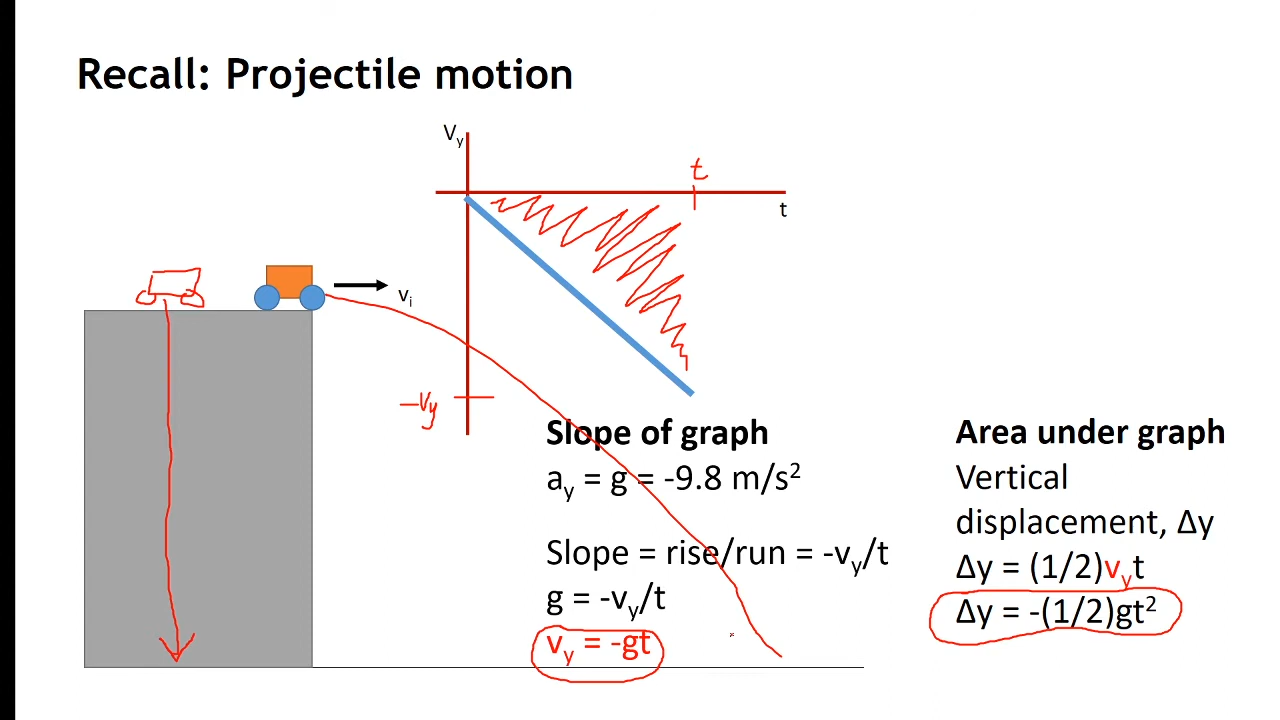 Recall: Projectile motion
Vy
t
t
vi
-Vy
Slope of graph
ay = g = -9.8 m/s²
Slope = rise/run = -vy/t
g = -vy/t
vy = -gt
Area under graph
Vertical
displacement, Δy
Δy = (1/2)vyt
Δy = -(1/2)gt²